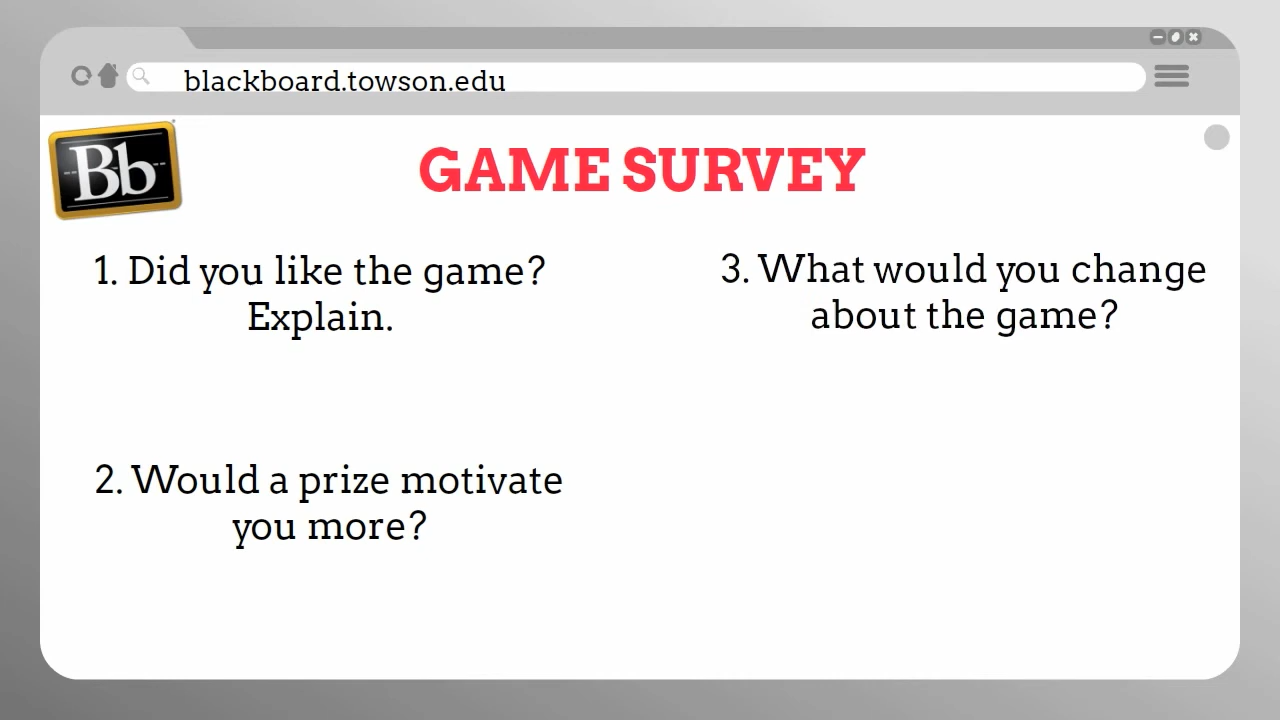 blackboard.towson.edu
Bb
GAME SURVEY
1. Did you like the game?
Explain.
2. Would a prize motivate
you more?
3. What would you change
about the game?